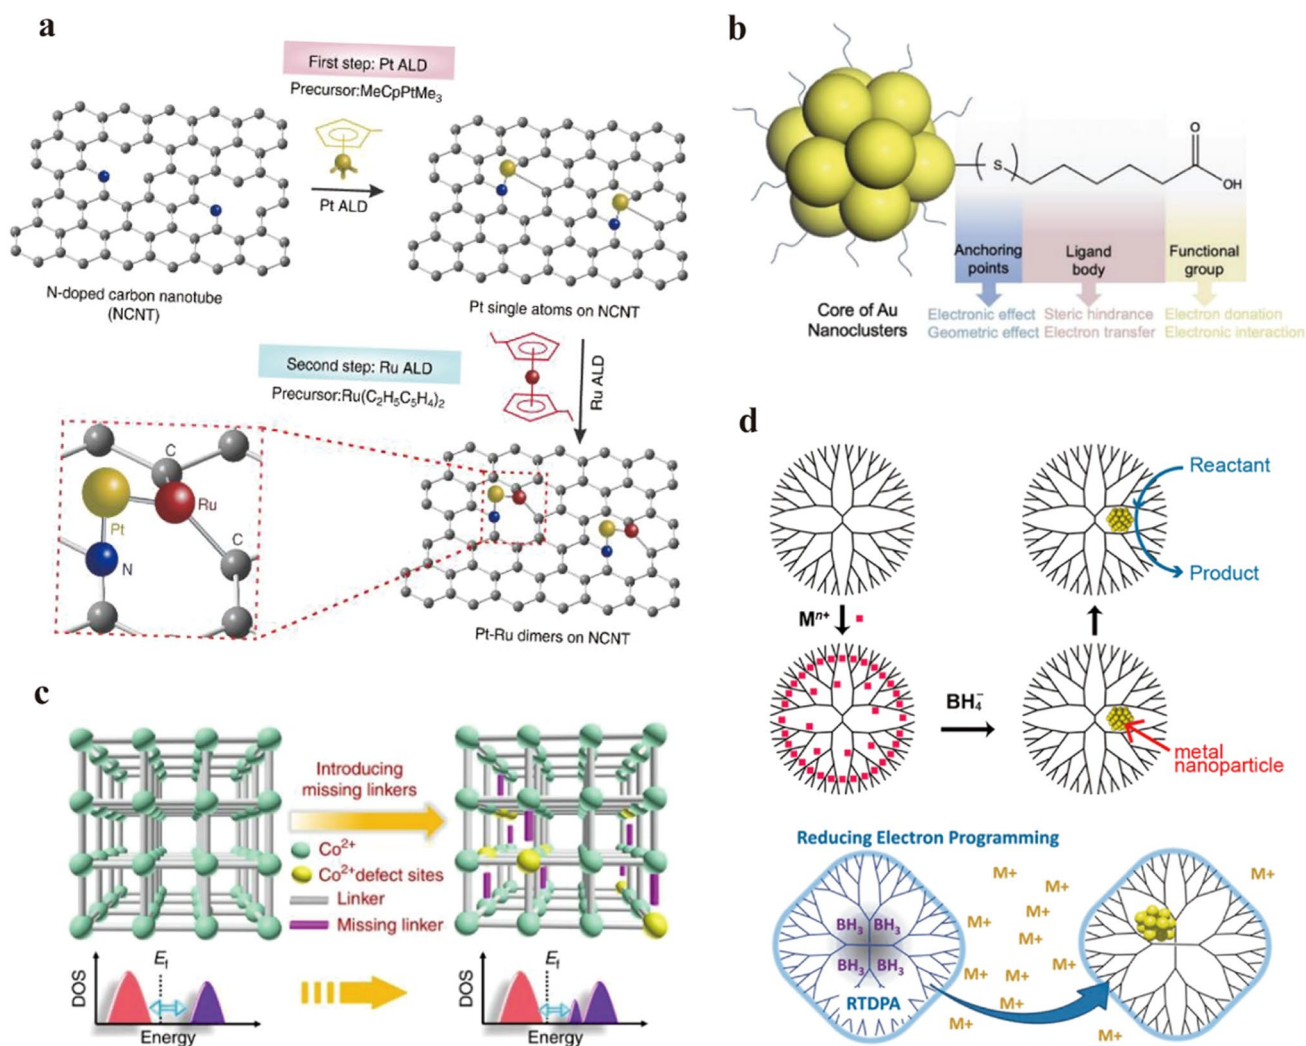 a
First step: Pt ALD
Precursor:MeCpPtMe3
Pt ALD
N-doped carbon nanotube
(NCNT)
Pt single atoms on NCNT
Second step: Ru ALD
Precursor:Ru(C2H5C5H4)2
Ru ALD
C
Ru
Pt
C
N
Pt-Ru dimers on NCNT
b
S
O
OH
Anchoring
points
Ligand
body
Functional
group
Core of Au
Nanoclusters
Electronic effect
Geometric effect
Steric hindrance
Electron transfer
Electron donation
Electronic interaction
c
Introducing
missing linkers
Co2+
Co2+defect sites
Linker
Missing linker
DOS
Ef
Energy
DOS
Ef
Energy
d
Reactant
Product
Mn+
BH4−
metal
nanoparticle
Reducing Electron Programming
BH3
BH3
BH3
BH3
RTDPA
M+
M+
M+
M+
M+
M+
M+
M+
M+
M+
M+
M+